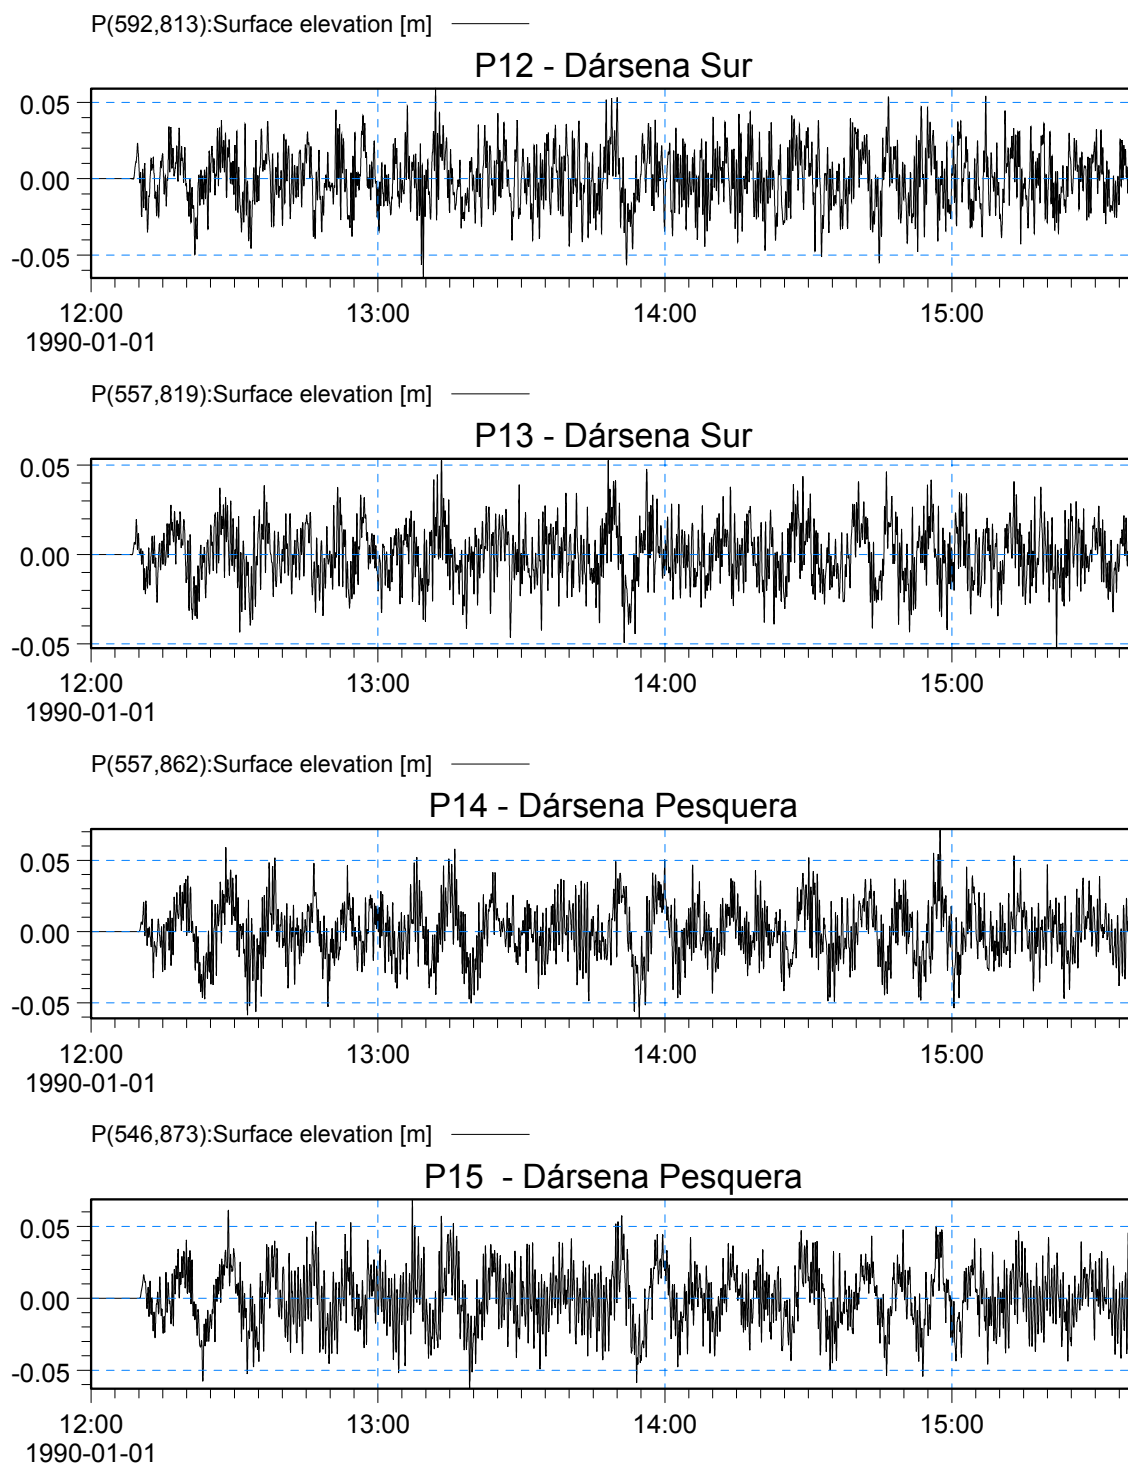 P(592,813):Surface elevation [m]
P12 - Dársena Sur
0.05
0.00
-0.05
12:00 13:00 14:00 15:00
1990-01-01
P(557,819):Surface elevation [m]
P13 - Dársena Sur
0.05
0.00
-0.05
12:00 13:00 14:00 15:00
1990-01-01
P(557,862):Surface elevation [m]
P14 - Dársena Pesquera
0.05
0.00
-0.05
12:00 13:00 14:00 15:00
1990-01-01
P(546,873):Surface elevation [m]
P15  - Dársena Pesquera
0.05
0.00
-0.05
12:00 13:00 14:00 15:00
1990-01-01